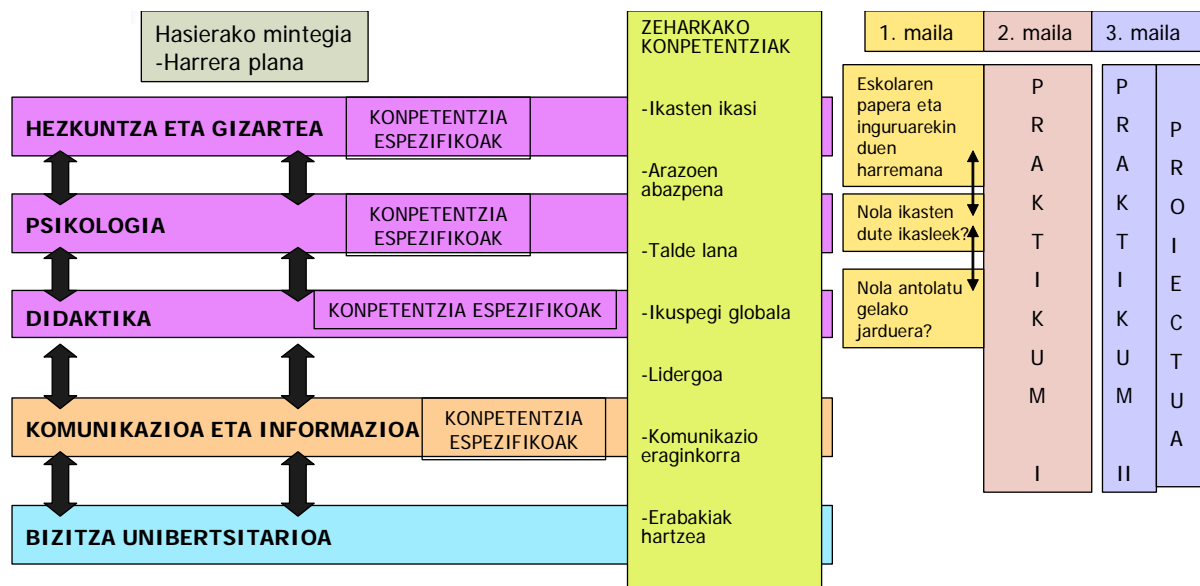 Hasierako mintegia
-Harrera plana
HEZKUNTZA ETA GIZARTEA
KONPETENTZIA
ESPEZIFIKOAK
PSIKOLOGIA
KONPETENTZIA
ESPEZIFIKOAK
DIDAKTIKA
KONPETENTZIA ESPEZIFIKOAK
KOMUNIKAZIOA ETA INFORMAZIOA
KONPETENTZIA
ESPEZIFIKOAK
BIZITZA UNIBERTSITARIOA
ZEHARKAKO
KONPETENTZIAK
-Ikasten ikasi
-Arazoen
abazpena
-Talde lana
-Ikuspegi globala
-Lidergoa
-Komunikazio
eraginkorra
-Erabakiak
hartzea
1. maila
2. maila
3. maila
Eskolaren
papera eta
inguruarekin
duen
harremana
Nola ikasten
dute ikasleek?
Nola antolatu
gelako
jarduera?
PRAKTIKUM I
PRAKTIKUM II
PROIECTUA